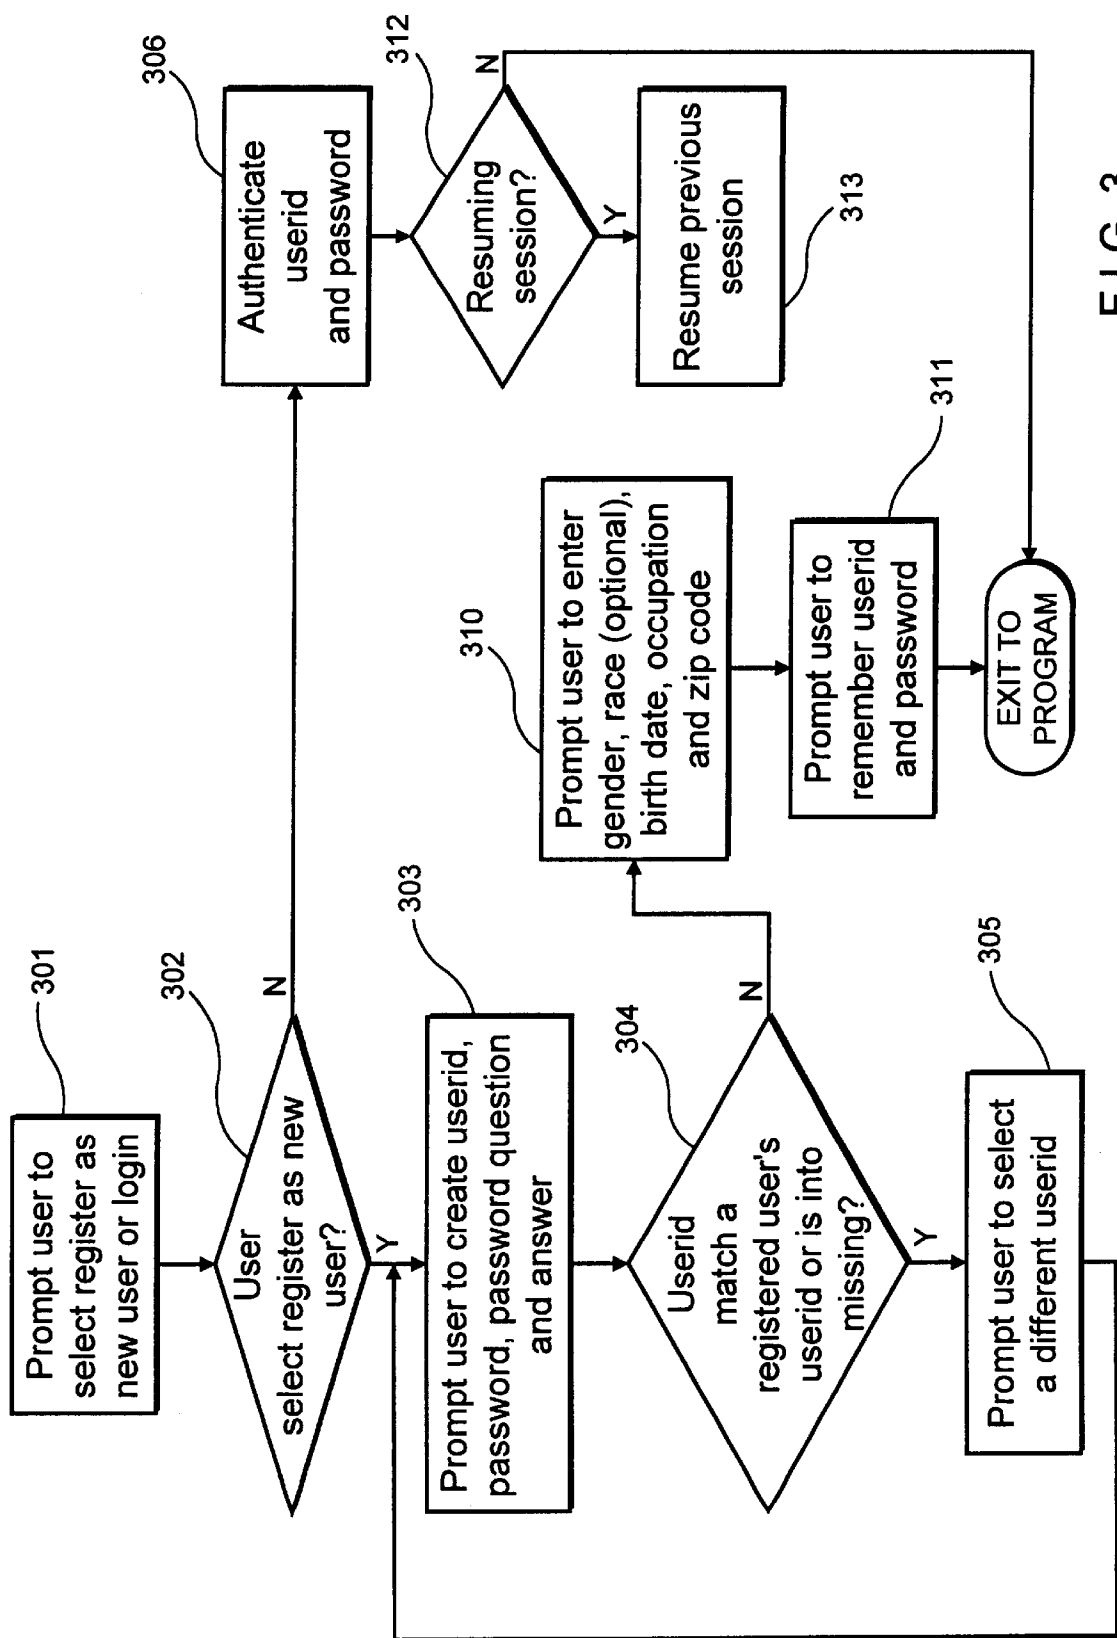 301
Prompt user to
select register as
new user or login
302
User
select register as new
user?
N
Y
303
Prompt user to create userid,
password, password question
and answer
304
Userid
match a
registered user's
userid or is into
missing?
N
Y
305
Prompt user to select
a different userid
306
Authenticate
userid
and password
312
Resuming
session?
N
Y
Resume previous
session
313
310
Prompt user to enter
gender, race (optional),
birth date, occupation
and zip code
311
Prompt user to
remember userid
and password
EXIT TO
PROGRAM
FIG 3